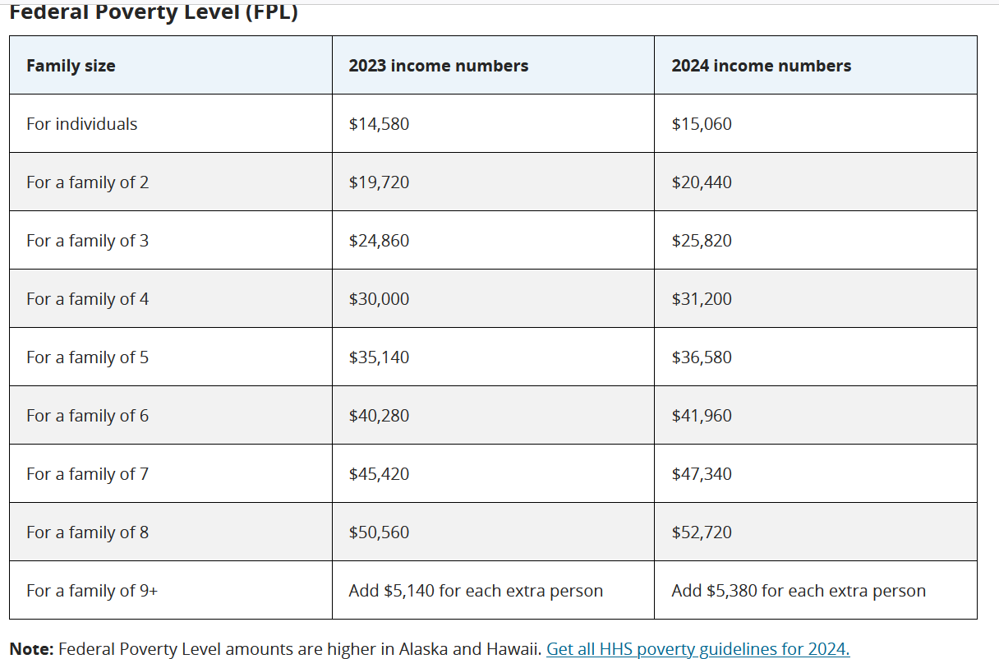 Federal Poverty Level (FPL)
Family size 2023 income numbers 2024 income numbers
For individuals $14,580 $15,060
For a family of 2 $19,720 $20,440
For a family of 3 $24,860 $25,820
For a family of 4 $30,000 $31,200
For a family of 5 $35,140 $36,580
For a family of 6 $40,280 $41,960
For a family of 7 $45,420 $47,340
For a family of 8 $50,560 $52,720
For a family of 9+ Add $5,140 for each extra person Add $5,380 for each extra person
Note: Federal Poverty Level amounts are higher in Alaska and Hawaii. Get all HHS poverty guidelines for 2024.